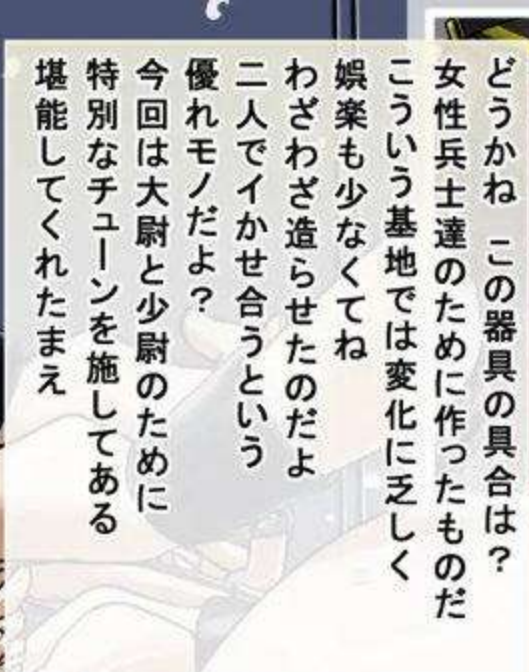 どうかね　この器具の具合は？
女性兵士達のために作ったものだ
こういう基地では変化に乏しく
娯楽も少なくてね
わざわざ造らせたのだよ
二人でイかせ合うという
優れモノだよ？
今回は大尉と少尉のために
特別なチューンを施してある
堪能してくれたまえ